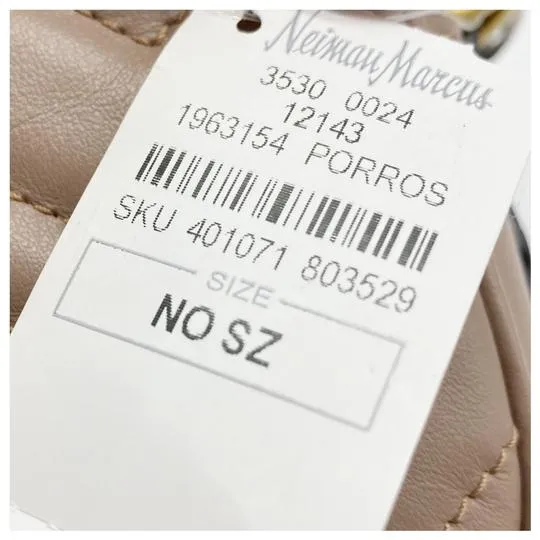 Neiman Marcus
3530 0024
12143
1963154 PORROS
SKU 401071 803529
SIZE
NO SZ